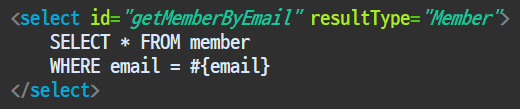 <select id="getMemberByEmail" resultType="Member">
SELECT * FROM member
WHERE email = #{email}
</select>